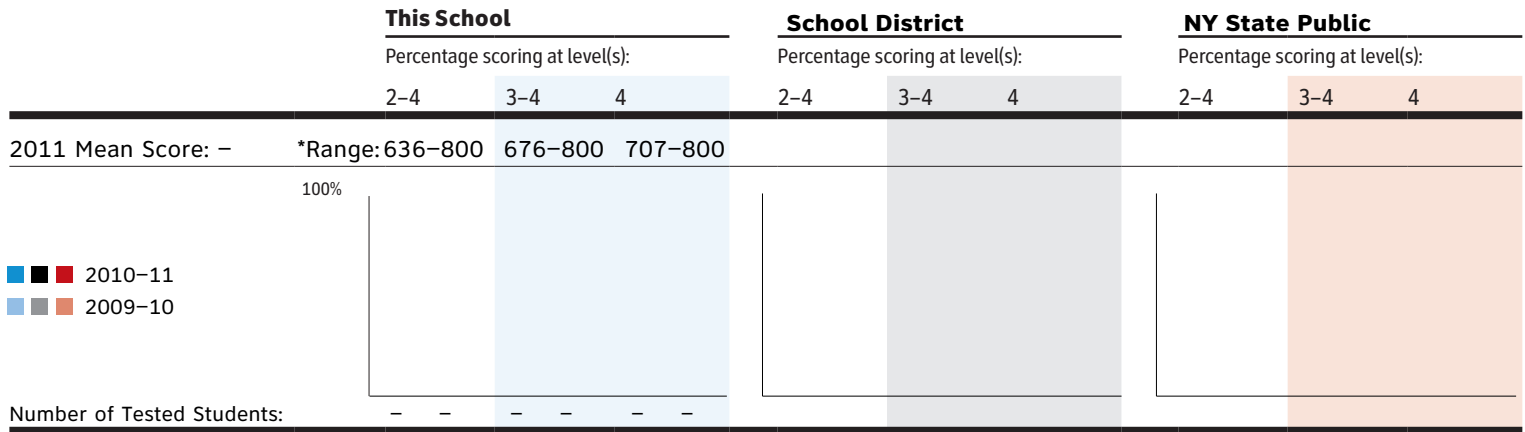 This School School District NY State Public
Percentage scoring at level(s): Percentage scoring at level(s): Percentage scoring at level(s):
2–4 3–4 4 2–4 3–4 4 2–4 3–4 4
2011 Mean Score: – *Range: 636–800 676–800 707–800
100%
2010–11
2009–10
Number of Tested Students: – – – – – –